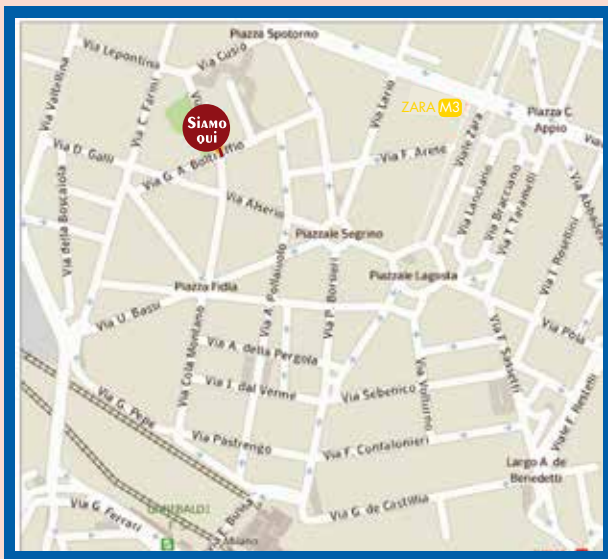 Piazza Spotorno
Via Lepontina
Via Cusio
Via Valtellina
Via C. Farini
Via Lario
ZARA M3
Viale Zara
Piazza C.
Appio
SIAMO
QUI
Via D. Galli
Via G. A. Boltraffio
Via F. Arese
Via Lanciano
Via Bracciano
Via T. Taramelli
Via della Boscaiola
Via Alserio
Piazzale Segrino
Via T. Rosellini
Piazza Fidia
Via A. Pollaiuolo
Via P. Borsieri
Piazzale Lagosta
Via U. Bassi
Via Pola
Via Cola Montano
Via A. della Pergola
Via F. Sassetti
Via J. dal Verme
Via Sebenico
Via Volturno
Viale F. Restelli
Via G. Pepe
Via Pastrengo
Via F. Confalonieri
Largo A. de
Benedetti
Via G. de Castillia
Via G. Ferrari
GARIBALDI
S
Milano